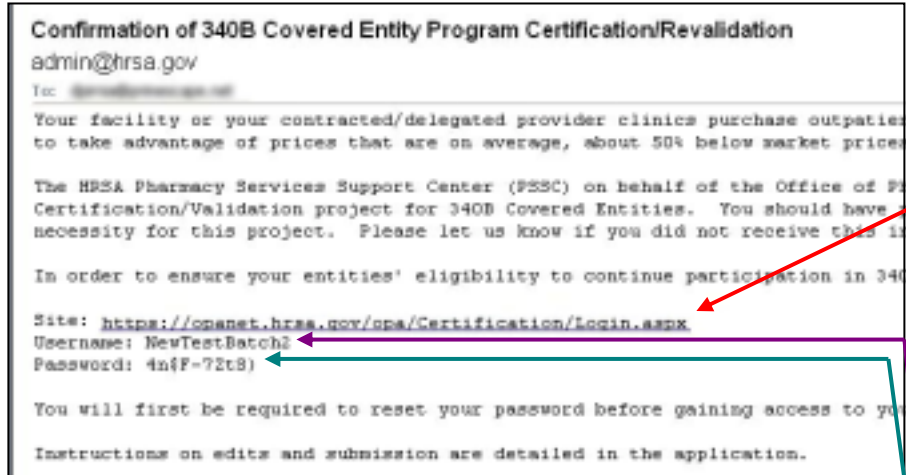 Confirmation of 340B Covered Entity Program Certification/Revalidation
admin@hrsa.gov
To:
Your facility or your contracted/delegated provider clinics purchase
to take advantage of prices that are on average, about 50% below market
The HRSA Pharmacy Services Support Center (PSSC) on behalf of the Office of
Certification/Validation project for 340B Covered Entities. You should have
necessity for this project. Please let us know if you did not receive this
In order to ensure your entities' eligibility to continue participation in
Site: https://opanet.hrsa.gov/opa/Certification/Login.aspx
Username: NewTestBatch2
Password:
You will first be required to reset your password before gaining access to
Instructions on edits and submission are detailed in the application.